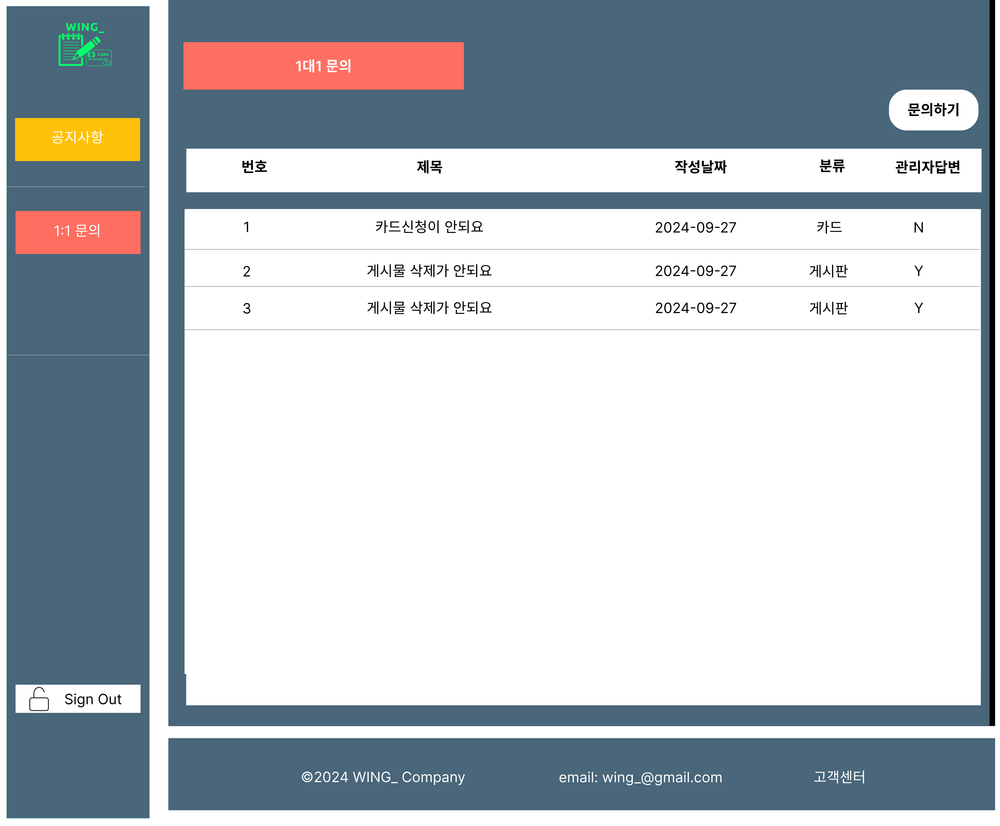 WING_
CARD
공지사항
1:1 문의
Sign Out
1대1 문의
문의하기
번호 제목 작성날짜 분류 관리자답변
1 카드신청이 안되요 2024-09-27 카드 N
2 게시물 삭제가 안되요 2024-09-27 게시판 Y
3 게시물 삭제가 안되요 2024-09-27 게시판 Y
©2024 WING_ Company email: wing_@gmail.com 고객센터